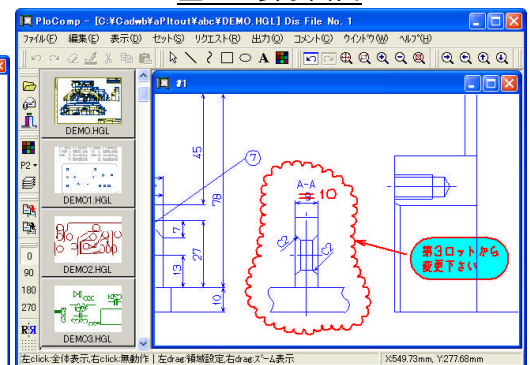 PloComp - [C:¥Cadwb¥aPltout¥abc¥DEMO.HGL] Dis File No. 1
ファイル(F) 編集(E) 表示(D) セット(S) リクエスト(R) 出力(O) コメント(C) ウインドウ(W) ヘルプ(H)
A
#1
DEMO.HGL
P2
DEMO1.HGL
DEMO2.HGL
0
90
180
270
R
DEMO3.HGL
45
78
7
27
13
10
7
A-A
10
C2
C2
第3ロットから
変更下さい
左click:全体表示,右click:無動作 | 左drag:領域設定,右drag:ズーム表示
X549.73mm, Y277.68mm